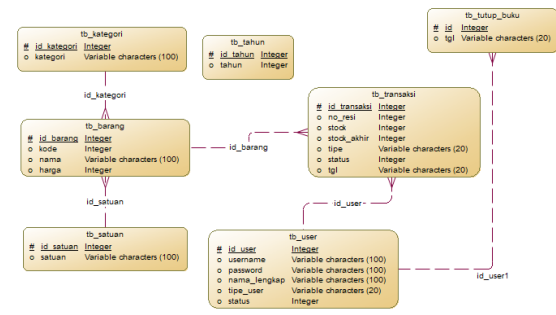 tb_kategori
# id_kategori Integer
o kategori Variable characters (100)
tb_tahun
# id_tahun Integer
o tahun Integer
tb_tutup_buku
# id Integer
o tgl Variable characters (20)
id_kategori
tb_barang
# id_barang Integer
o kode Integer
o nama Variable characters (100)
o harga Integer
id_barang
tb_transaksi
# id_transaksi Integer
o no_resi Integer
o stock Integer
o stock_akhir Integer
o tipe Variable characters (20)
o status Integer
o tgl Variable characters (20)
id_satuan
tb_satuan
# id_satuan Integer
o satuan Variable characters (100)
id_user
tb_user
# id_user Integer
o username Variable characters (100)
o password Variable characters (100)
o nama_lengkap Variable characters (100)
o tipe_user Variable characters (20)
o status Integer
id_user1